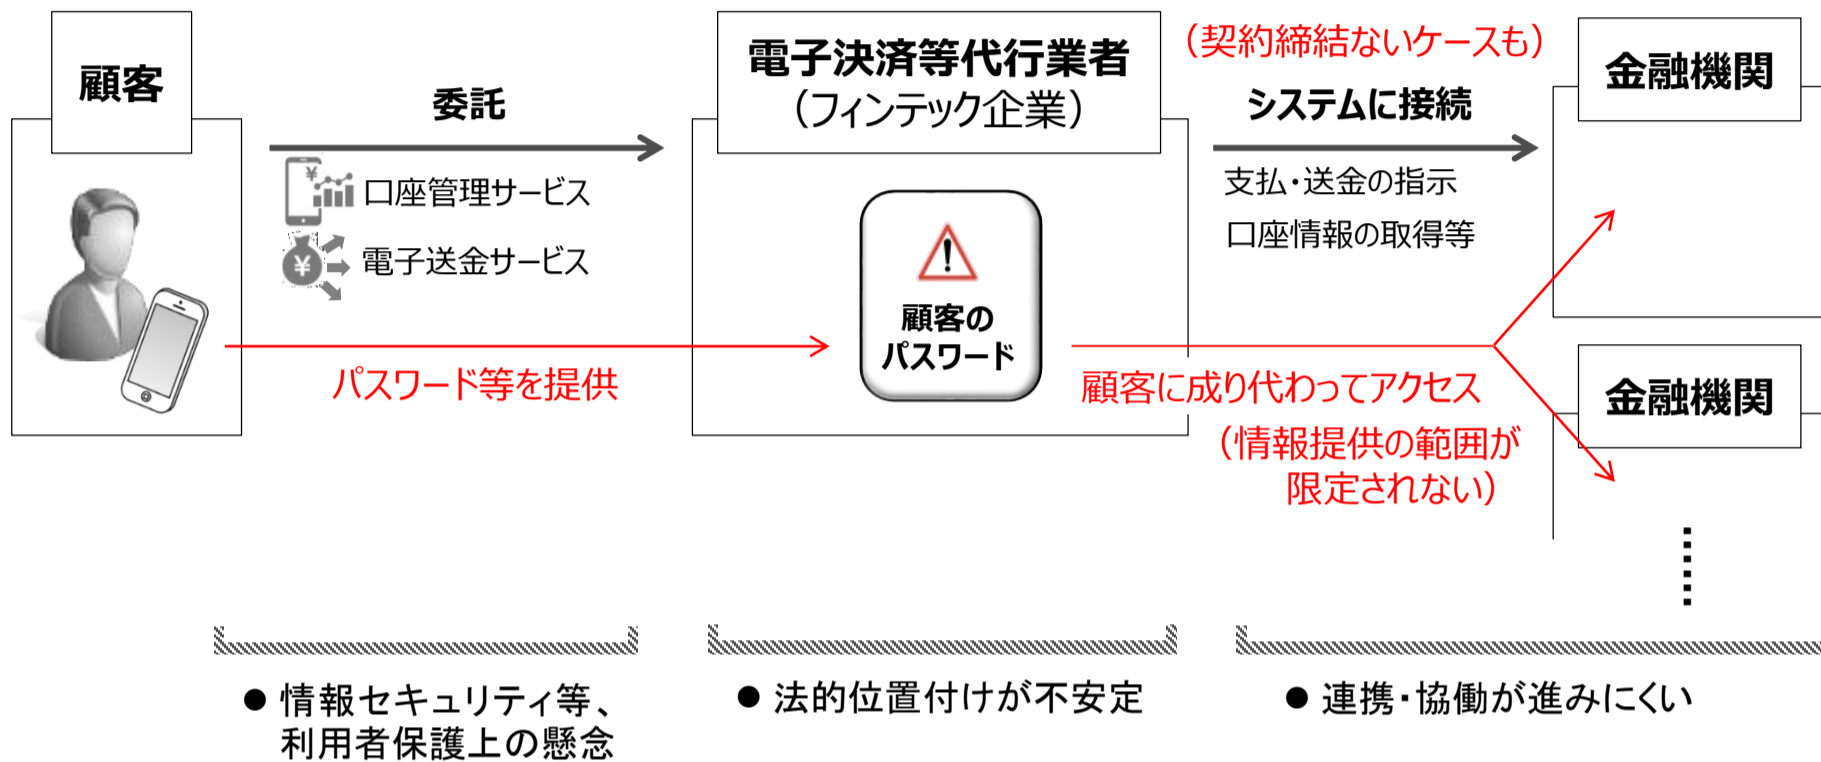 顧客
委託
口座管理サービス
電子送金サービス
パスワード等を提供
電子決済等代行業者
（フィンテック企業）
顧客の
パスワード
（契約締結ないケースも）
システムに接続
支払・送金の指示
口座情報の取得等
顧客に成り代わってアクセス
（情報提供の範囲が
限定されない）
金融機関
金融機関
● 情報セキュリティ等、
利用者保護上の懸念
● 法的位置付けが不安定
● 連携・協働が進みにくい